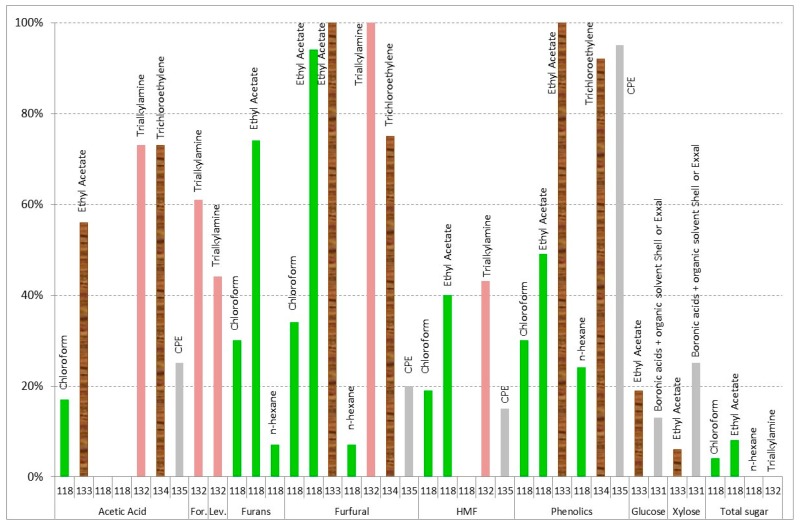 100%
80%
60%
40%
20%
0%
Chloroform
Ethyl Acetate
Trialkylamine
Trichloroethylene
CPE
Trialkylamine
Trialkylamine
Chloroform
Ethyl Acetate
n-hexane
Chloroform
Ethyl Acetate
Ethyl Acetate
n-hexane
Trialkylamine
Trichloroethylene
CPE
Chloroform
Ethyl Acetate
Trialkylamine
CPE
Chloroform
Ethyl Acetate
Ethyl Acetate
n-hexane
Trichloroethylene
CPE
Ethyl Acetate
Boronic acids + organic solvent Shell or Exxal
Ethyl Acetate
Boronic acids + organic solvent Shell or Exxal
Chloroform
Ethyl Acetate
n-hexane
Trialkylamine
118 133 118 118 132 134 135 132 132 118 118 118 118 118 133 118 132 134 135 118 118 118 132 135 118 118 133 118 134 135 133 131 133 131 118 118 118 132
Acetic Acid For. Lev. Furans Furfural HMF Phenolics Glucose Xylose Total sugar